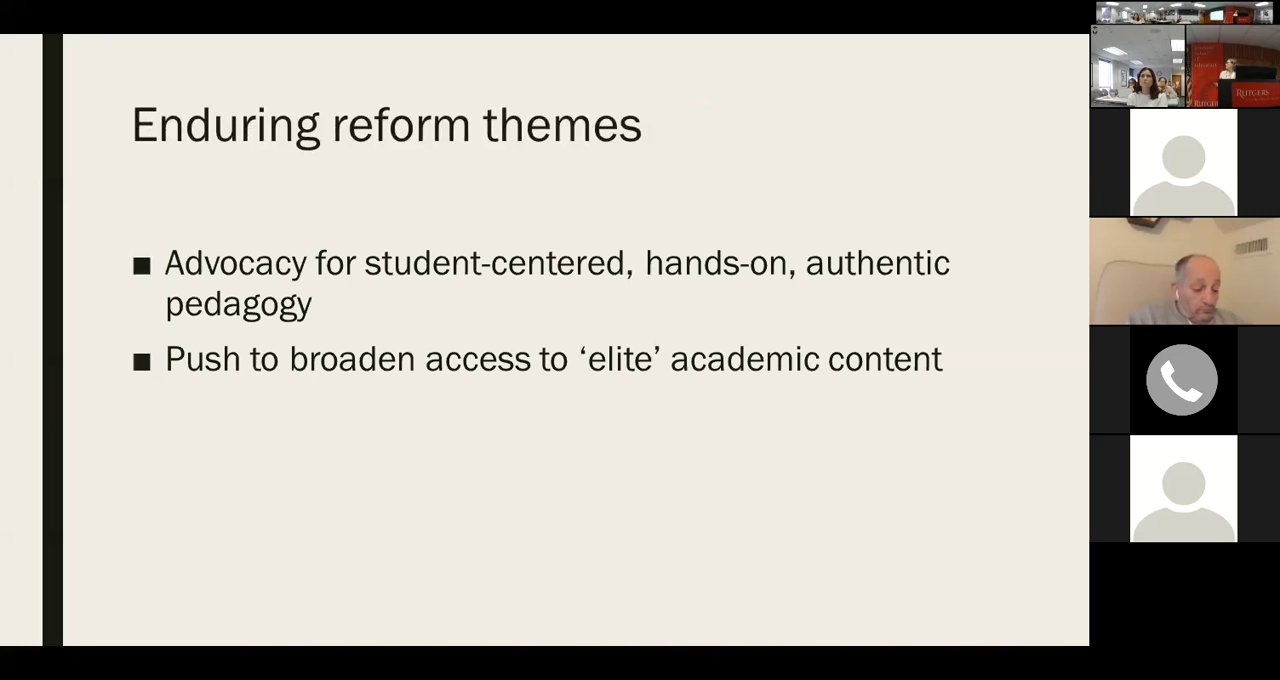 Enduring reform themes
■ Advocacy for student-centered, hands-on, authentic
pedagogy
■ Push to broaden access to ‘elite’ academic content
RUTGERS